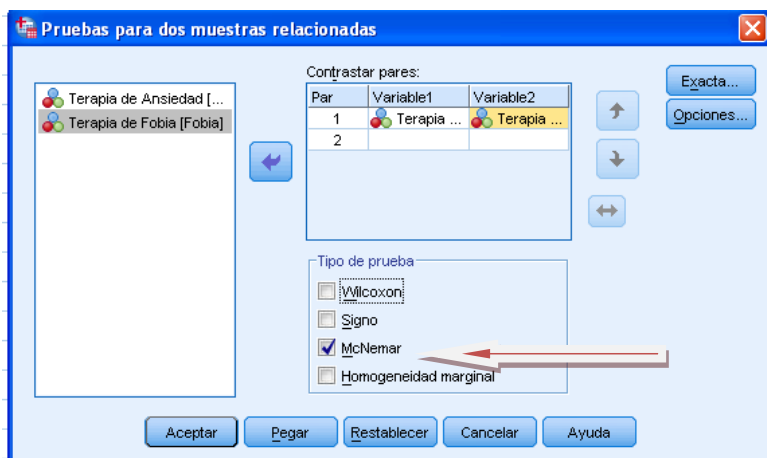 Pruebas para dos muestras relacionadas
Terapia de Ansiedad [...
Terapia de Fobia [Fobia]
Contrastar pares:
Par Variable1 Variable2
1 Terapia ... Terapia ...
2
Exacta...
Opciones...
Tipo de prueba
Wilcoxon
Signo
McNemar
Homogeneidad marginal
Aceptar Pegar Restablecer Cancelar Ayuda